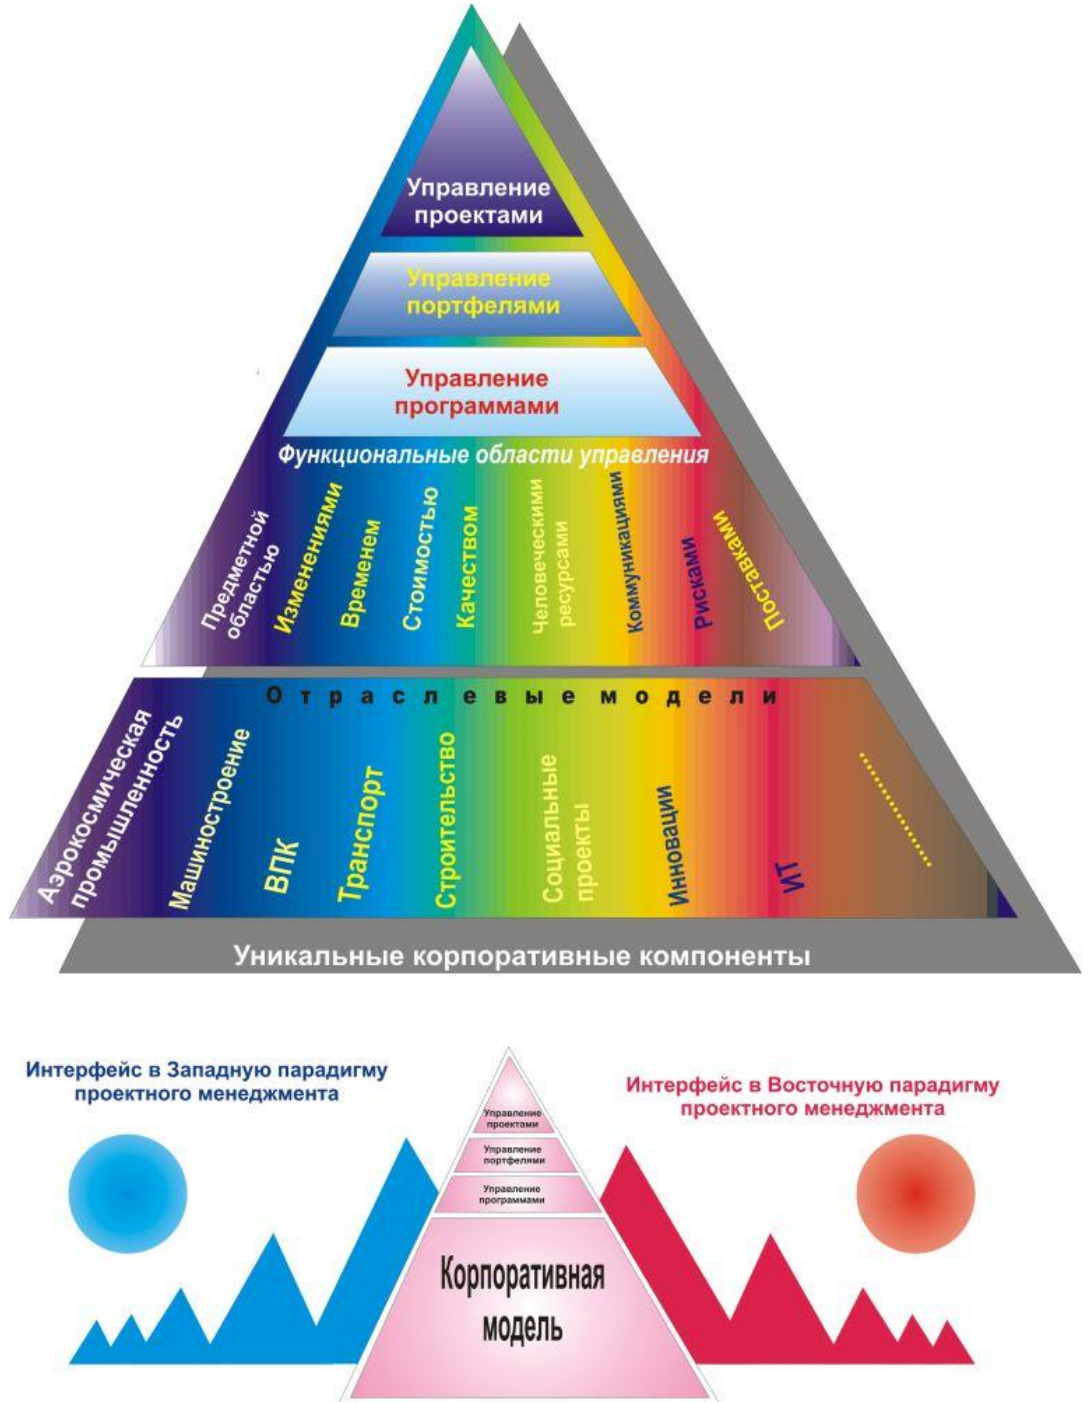 Управление
проектами
Управление
портфелями
Управление
программами
Функциональные области управления
Предметной
областью
Изменениями
Временем
Стоимостью
Качеством
Человеческими
ресурсами
Коммуникациями
Рисками
Поставками
Отраслевые модели
Аэрокосмическая
промышленность
Машиностроение
ВПК
Транспорт
Строительство
Социальные
проекты
Инновации
ИТ
Уникальные корпоративные компоненты
Интерфейс в Западную парадигму
проектного менеджмента
Интерфейс в Восточную парадигму
проектного менеджмента
Управление
проектами
Управление
портфелями
Управление
программами
Корпоративная
модель